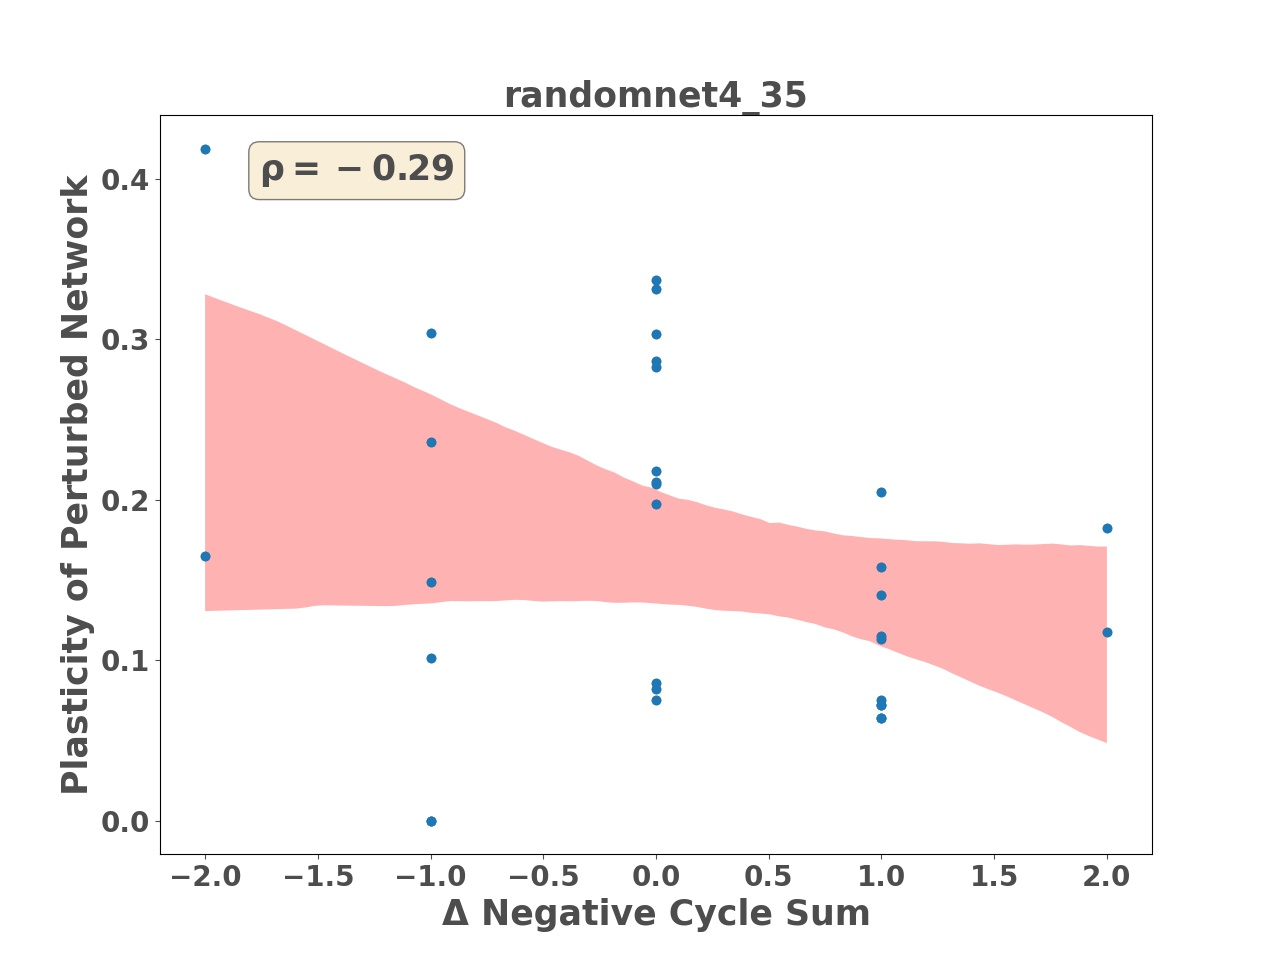 randomnet4_35
ρ = − 0.29
Plasticity of Perturbed Network
0.4
0.3
0.2
0.1
0.0
−2.0 −1.5 −1.0 −0.5 0.0 0.5 1.0 1.5 2.0
Δ Negative Cycle Sum